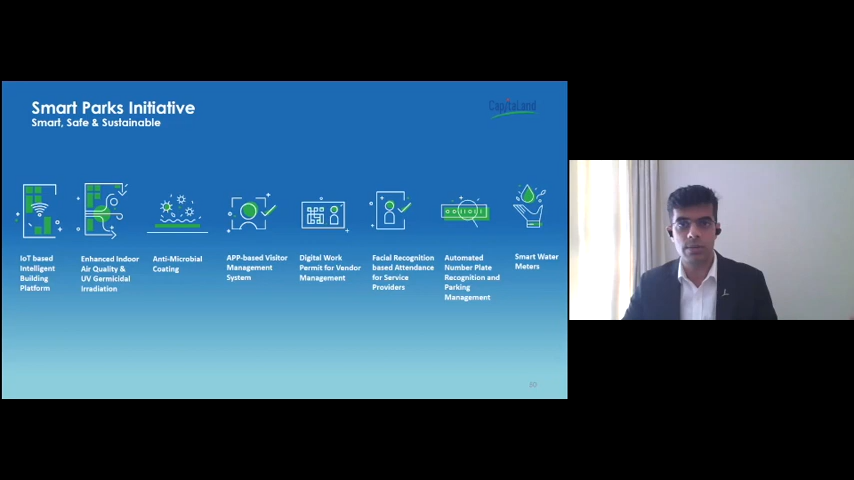 Smart Parks Initiative
Smart, Safe & Sustainable
CapitaLand
IoT based
Intelligent
Building
Platform
Enhanced Indoor
Air Quality &
UV Germicidal
Irradiation
Anti-Microbial
Coating
APP-based Visitor
Management
System
Digital Work
Permit for Vendor
Management
Facial Recognition
based Attendance
for Service
Providers
Automated
Number Plate
Recognition and
Parking
Management
Smart Water
Meters